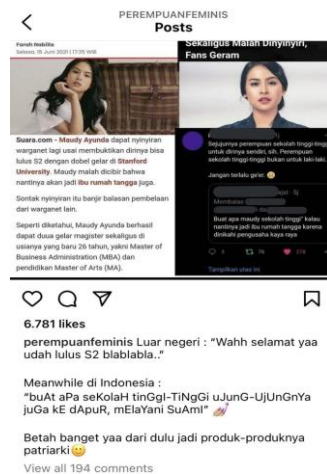 PEREMPUANFEMINIS
Posts
Farah Nabilla
Selasa, 15 Juni 2021 | 17:35 WIB
Sekaligus Malah Dinyinyiri,
Fans Geram
Suara.com - Maudy Ayunda dapat nyinyiran
warganet lagi usai membuktikan dirinya bisa
lulus S2 dengan dobel gelar di Stanford
University. Maudy malah dicibir bahwa
nantinya akan jadi ibu rumah tangga juga.
Sontak nyinyiran itu banjir balasan pembelaan
dari warganet lain.
Seperti diketahui, Maudy Ayunda berhasil
dapat duua gelar magister sekaligus di
usianya yang baru 26 tahun, yakni Master of
Business Administration (MBA) dan
pendidikan Master of Arts (MA).
Sejujurnya perempuan sekolah tinggi-tinggi
untuk dirinya sendiri, sih. Perempuan
sekolah tinggi-tinggi bukan untuk laki-laki.
Jangan terlalu ge'er. 😩
Membalas
Buat apa maudy sekolah tinggi" kalau
nantinya jadi ibu rumah tangga karena
dinikahi pengusaha kaya raya
Tampilkan utas ini
6.781 likes
perempuanfeminis Luar negeri : "Wahh selamat yaa
udah lulus S2 blablabla.."
Meanwhile di Indonesia :
"buAt aPa seKolaH tinGgI-TiNgGi uJunG-UjUnGnYa
juGa kE dApuR, mElaYani SuAmI" 💅
Betah banget yaa dari dulu jadi produk-produknya
patriarki😄
View all 194 comments